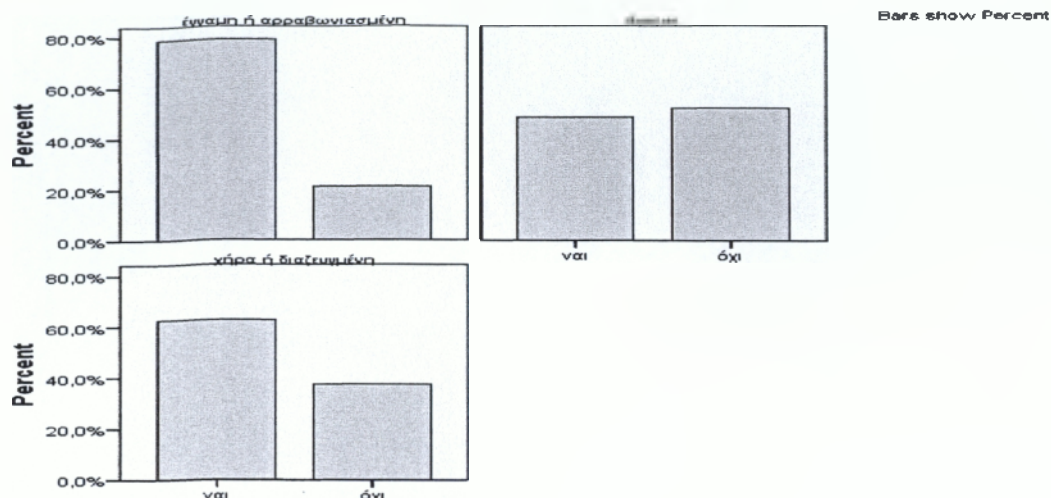 έγγαμη ή αρραβωνιασμένη
Bars show Percent
80,0%
60,0%
40,0%
20,0%
0,0%
Percent
ναι
όχι
χήρα ή διαζευγμένη
80,0%
60,0%
40,0%
20,0%
0,0%
Percent
ναι
όχι